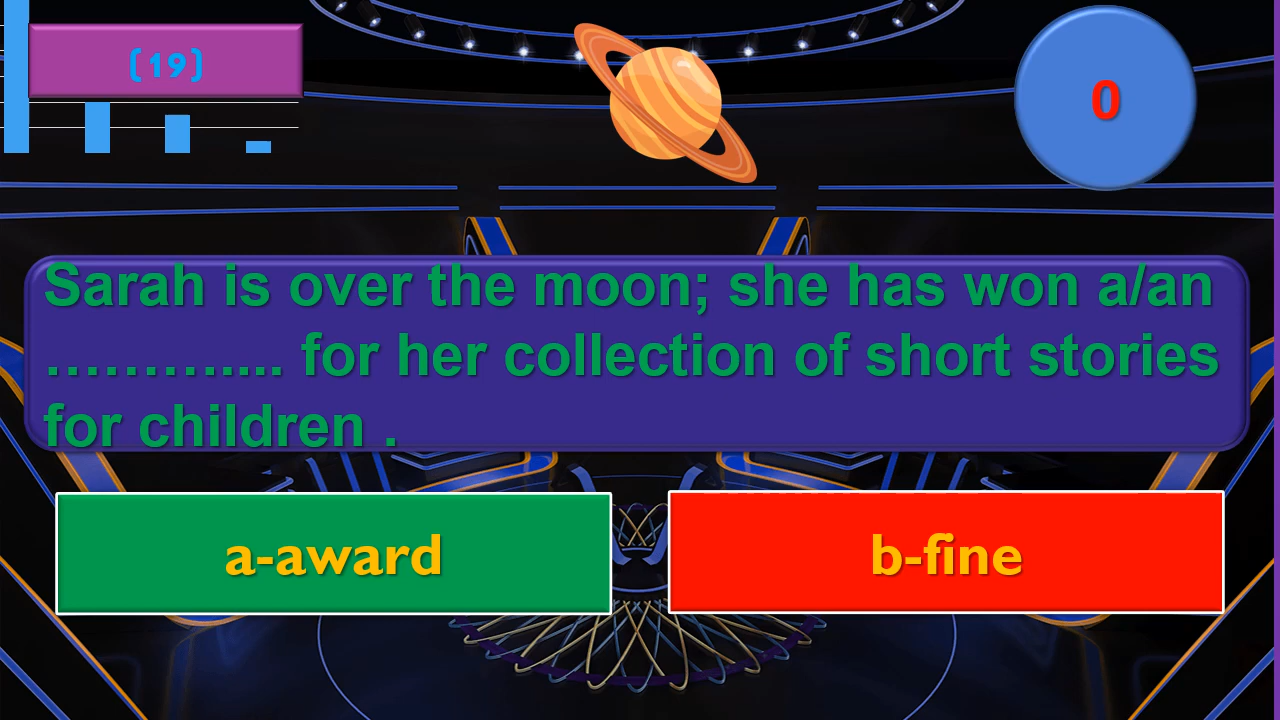 (19)
0
Sarah is over the moon; she has won a/an
……….... for her collection of short stories
for children .
a-award
b-fine